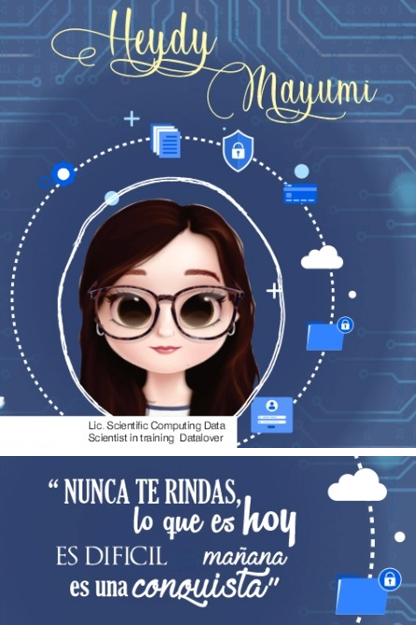 Heydy
Mayumi
Lic. Scientific Computing Data
Scientist in training Datalover
“ NUNCA TE RINDAS,
lo que es hoy
ES DIFICIL mañana
es una conquista”